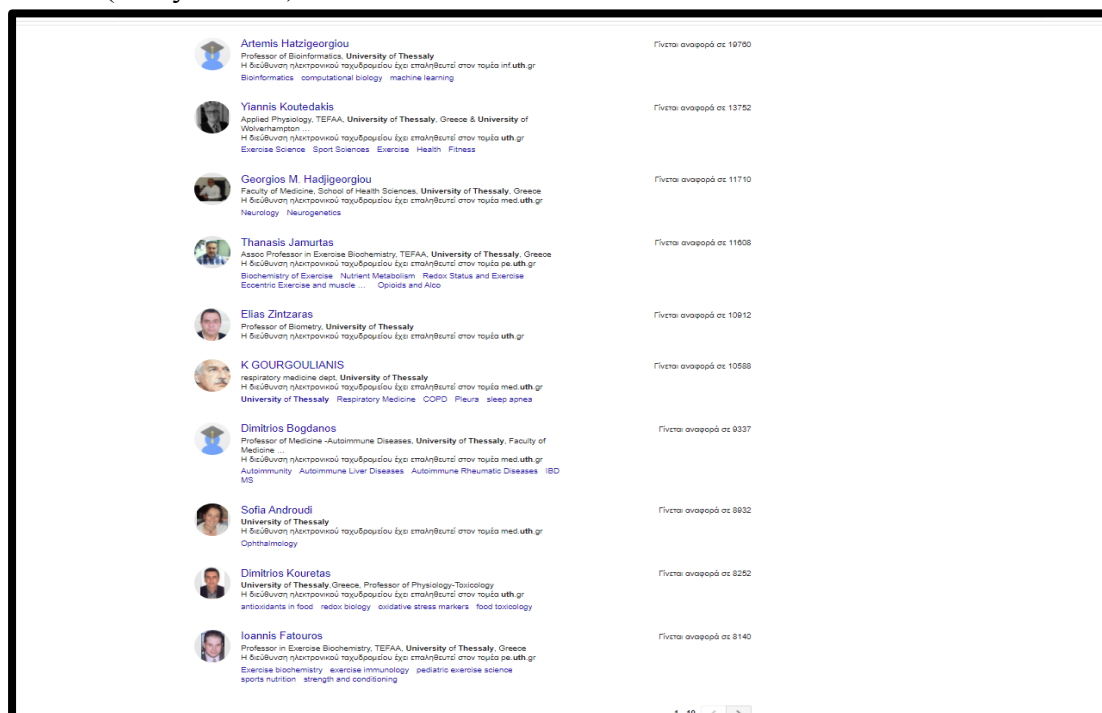 Artemis Hatzigeorgiou
Γίνεται αναφορά σε 19760
Professor of Bioinformatics, University of Thessaly
Η διεύθυνση ηλεκτρονικού ταχυδρομείου έχει επαληθευτεί στον τομέα inf.uth.gr
Bioinformatics computational biology machine learning
Yiannis Koutedakis
Γίνεται αναφορά σε 13752
Applied Physiology, TEFAA, University of Thessaly, Greece & University of
Wolverhampton ...
Η διεύθυνση ηλεκτρονικού ταχυδρομείου έχει επαληθευτεί στον τομέα uth.gr
Exercise Science Sport Sciences Exercise Health Fitness
Georgios M. Hadjigeorgiou
Γίνεται αναφορά σε 11710
Faculty of Medicine, School of Health Sciences, University of Thessaly, Greece
Η διεύθυνση ηλεκτρονικού ταχυδρομείου έχει επαληθευτεί στον τομέα med.uth.gr
Neurology Neurogenetics
Thanasis Jamurtas
Γίνεται αναφορά σε 11608
Assoc Professor in Exercise Biochemistry, TEFAA, University of Thessaly, Greece
Η διεύθυνση ηλεκτρονικού ταχυδρομείου έχει επαληθευτεί στον τομέα pe.uth.gr
Biochemistry of Exercise Nutrient Metabolism Redox Status and Exercise
Eccentric Exercise and muscle ... Opioids and Alco
Elias Zintzaras
Γίνεται αναφορά σε 10912
Professor of Biometry, University of Thessaly
Η διεύθυνση ηλεκτρονικού ταχυδρομείου έχει επαληθευτεί στον τομέα uth.gr
K GOURGOULIANIS
Γίνεται αναφορά σε 10588
respiratory medicine dept, University of Thessaly
Η διεύθυνση ηλεκτρονικού ταχυδρομείου έχει επαληθευτεί στον τομέα med.uth.gr
University of Thessaly Respiratory Medicine COPD Pleura sleep apnea
Dimitrios Bogdanos
Γίνεται αναφορά σε 9337
Professor of Medicine -Autoimmune Diseases, University of Thessaly, Faculty of
Medicine ...
Η διεύθυνση ηλεκτρονικού ταχυδρομείου έχει επαληθευτεί στον τομέα med.uth.gr
Autoimmunity Autoimmune Liver Diseases Autoimmune Rheumatic Diseases IBD
MS
Sofia Androudi
Γίνεται αναφορά σε 8932
University of Thessaly
Η διεύθυνση ηλεκτρονικού ταχυδρομείου έχει επαληθευτεί στον τομέα med.uth.gr
Ophthalmology
Dimitrios Kouretas
Γίνεται αναφορά σε 8252
University of Thessaly,Greece, Professor of Physiology-Toxicology
Η διεύθυνση ηλεκτρονικού ταχυδρομείου έχει επαληθευτεί στον τομέα uth.gr
antioxidants in food redox biology oxidative stress markers food toxicology
Ioannis Fatouros
Γίνεται αναφορά σε 8140
Professor in Exercise Biochemistry, TEFAA, University of Thessaly, Greece
Η διεύθυνση ηλεκτρονικού ταχυδρομείου έχει επαληθευτεί στον τομέα pe.uth.gr
Exercise biochemistry exercise immunology pediatric exercise science
sports nutrition strength and conditioning